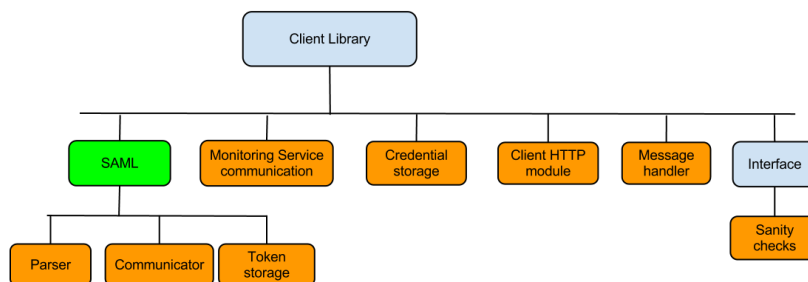 Client Library
SAML
Monitoring Service
communication
Credential
storage
Client HTTP
module
Message
handler
Interface
Parser
Communicator
Token
storage
Sanity
checks